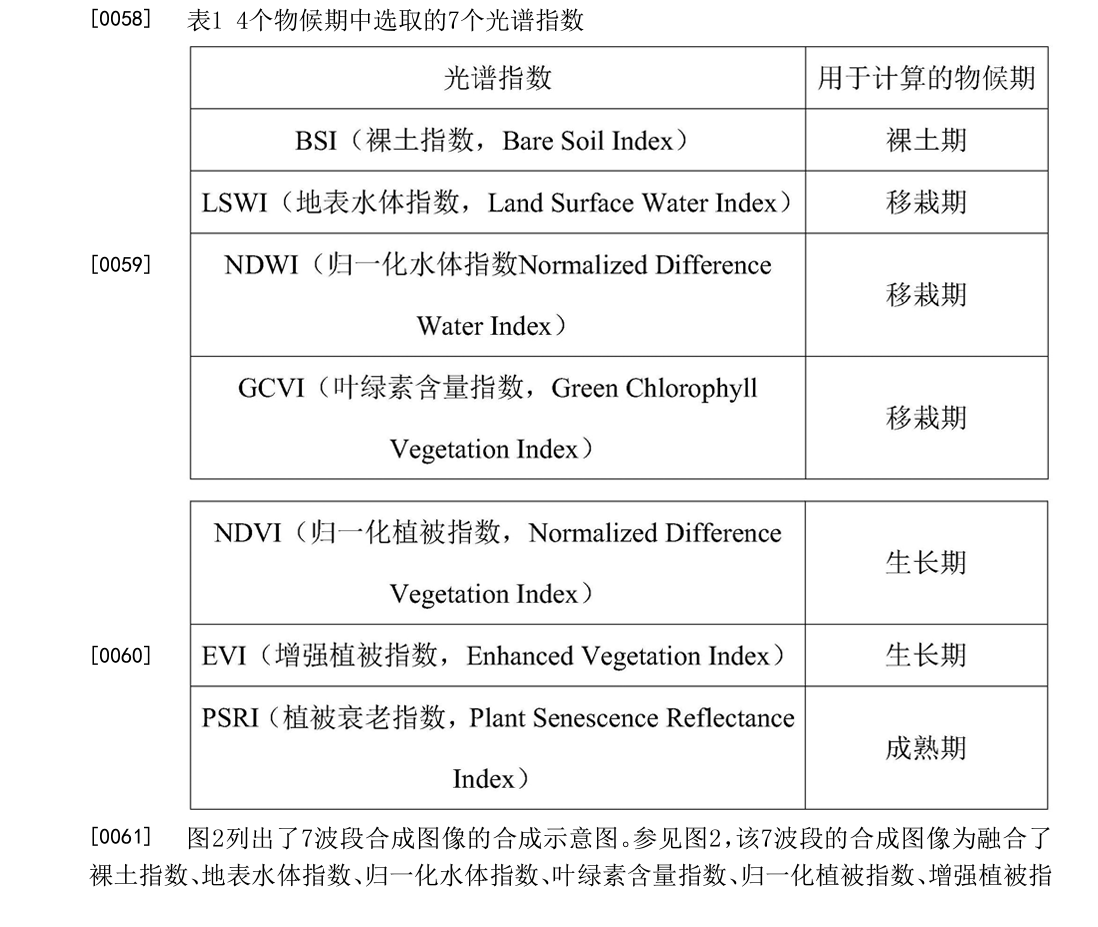 [0058] 表1 4个物候期中选取的7个光谱指数
光谱指数 用于计算的物候期
BSI（裸土指数，Bare Soil Index） 裸土期
LSWI（地表水体指数，Land Surface Water Index） 移栽期
[0059]
NDWI（归一化水体指数Normalized Difference
Water Index）
移栽期
GCVI（叶绿素含量指数，Green Chlorophyll
Vegetation Index）
移栽期
NDVI（归一化植被指数，Normalized Difference
Vegetation Index）
生长期
[0060] EVI（增强植被指数，Enhanced Vegetation Index） 生长期
PSRI（植被衰老指数，Plant Senescence Reflectance
Index）
成熟期
[0061] 图2列出了7波段合成图像的合成示意图。参见图2，该7波段的合成图像为融合了
裸土指数、地表水体指数、归一化水体指数、叶绿素含量指数、归一化植被指数、增强植被指